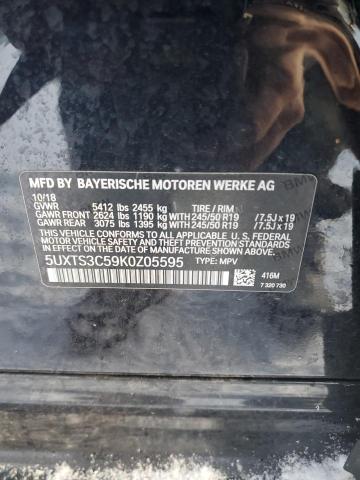 MFD BY BAYERISCHE MOTOREN WERKE AG
10/18
GVWR 5412 lbs 2455 kg TIRE / RIM
GAWR FRONT 2624 lbs 1190 kg WITH 245/50 R19 /7.5J x 19
GAWR REAR 3075 lbs 1395 kg WITH 245/50 R19 /7.5J x 19
THIS VEHICLE CONFORMS TO ALL APPLICABLE U.S. FEDERAL
MOTOR VEHICLE SAFETY, BUMPER, AND THEFT PREVENTION
STANDARDS IN EFFECT ON THE DATE OF MANUFACTURE SHOWN ABOVE.
5UXTS3C59K0Z05595 TYPE: MPV
416M
7 320 730